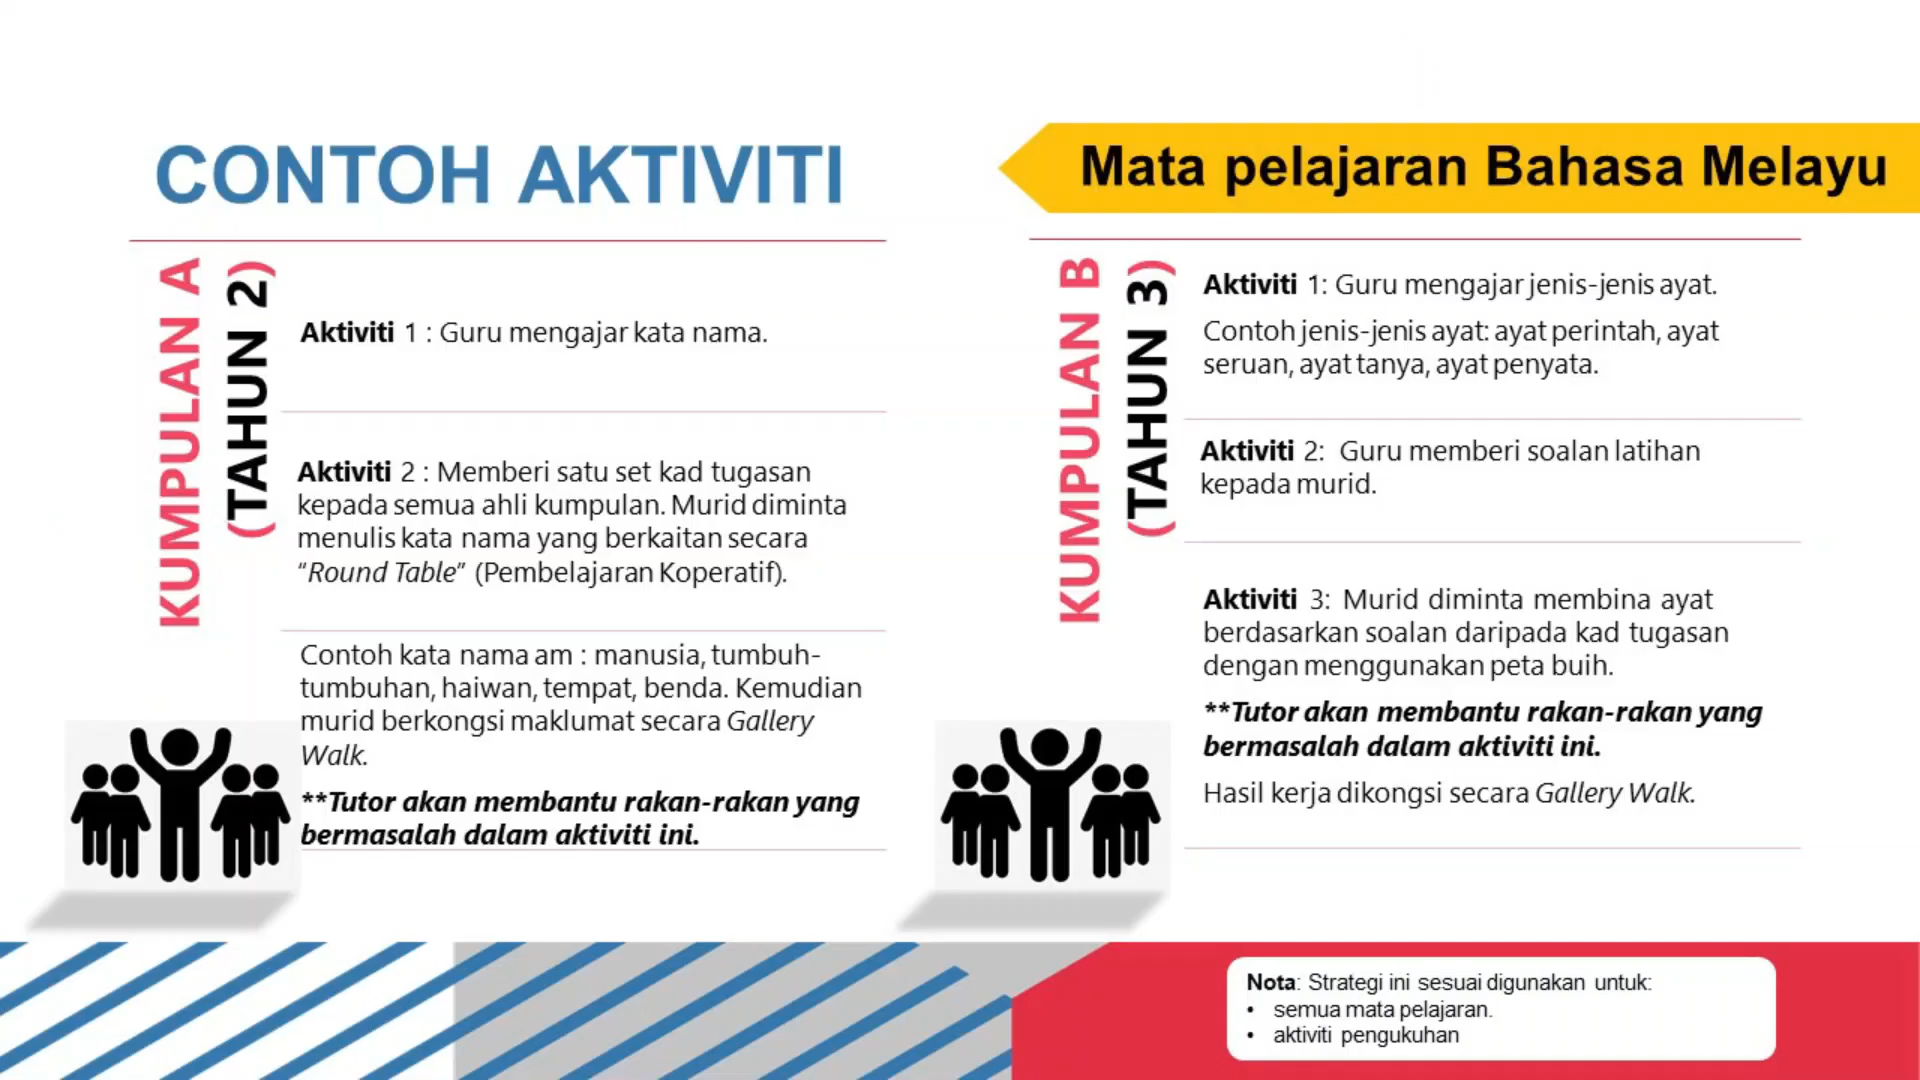 CONTOH AKTIVITI
Mata pelajaran Bahasa Melayu
KUMPULAN A
(TAHUN 2)
Aktiviti 1 : Guru mengajar kata nama.
Aktiviti 2 : Memberi satu set kad tugasan
kepada semua ahli kumpulan. Murid diminta
menulis kata nama yang berkaitan secara
“Round Table” (Pembelajaran Koperatif).
Contoh kata nama am : manusia, tumbuh-
tumbuhan, haiwan, tempat, benda. Kemudian
murid berkongsi maklumat secara Gallery
Walk.
**Tutor akan membantu rakan-rakan yang
bermasalah dalam aktiviti ini.
KUMPULAN B
(TAHUN 3)
Aktiviti 1: Guru mengajar jenis-jenis ayat.
Contoh jenis-jenis ayat: ayat perintah, ayat
seruan, ayat tanya, ayat penyata.
Aktiviti 2: Guru memberi soalan latihan
kepada murid.
Aktiviti 3: Murid diminta membina ayat
berdasarkan soalan daripada kad tugasan
dengan menggunakan peta buih.
**Tutor akan membantu rakan-rakan yang
bermasalah dalam aktiviti ini.
Hasil kerja dikongsi secara Gallery Walk.
Nota: Strategi ini sesuai digunakan untuk:
• semua mata pelajaran.
• aktiviti pengukuhan